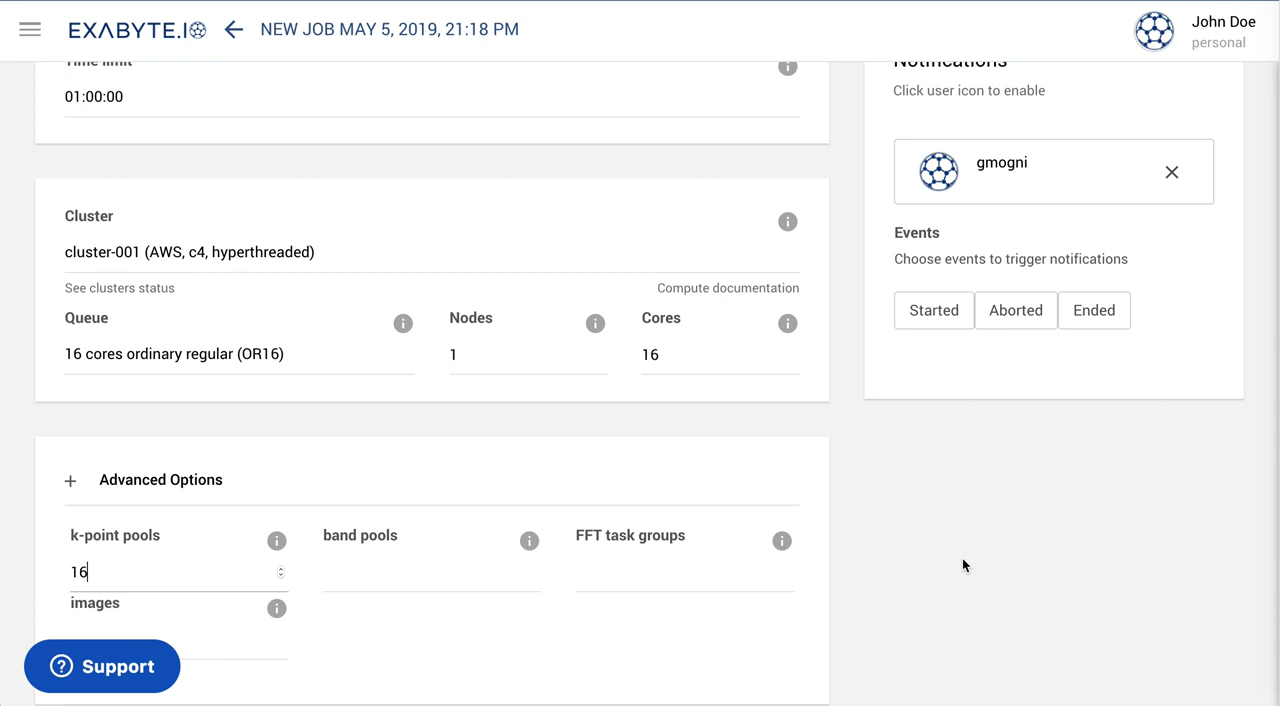 EXABYTE.IO
NEW JOB MAY 5, 2019, 21:18 PM
John Doe
personal
Time limit
01:00:00
Cluster
cluster-001 (AWS, c4, hyperthreaded)
See clusters status
Compute documentation
Queue
Nodes
Cores
16 cores ordinary regular (OR16)
1
16
Advanced Options
k-point pools
band pools
FFT task groups
16
images
Support
Notifications
Click user icon to enable
gmogni
Events
Choose events to trigger notifications
Started
Aborted
Ended